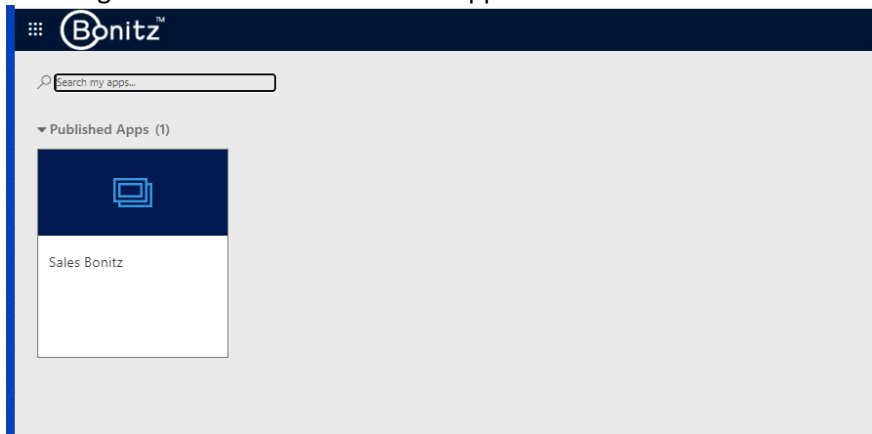 Bonitz™
Search my apps...
Published Apps (1)
Sales Bonitz